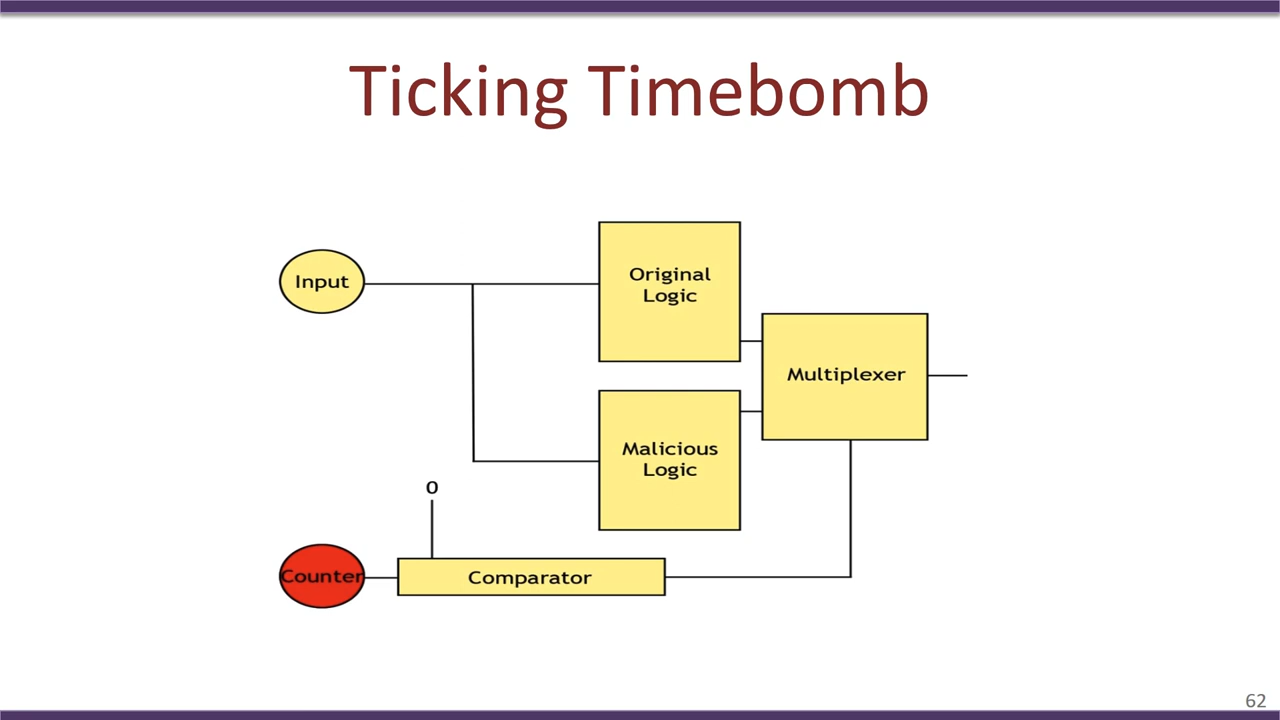 Ticking Timebomb
Input
Original
Logic
Multiplexer
Malicious
Logic
0
Counter
Comparator
62